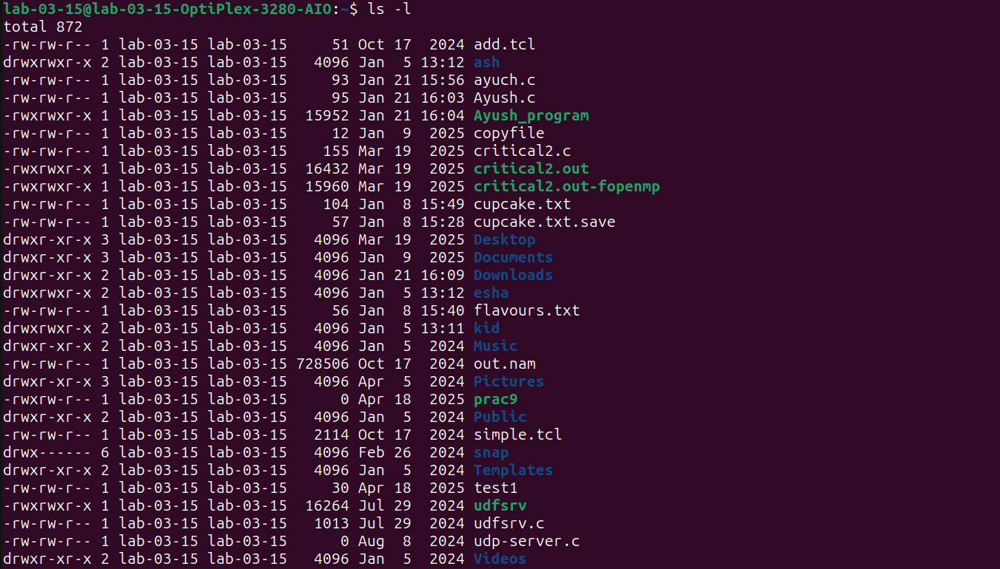 lab-03-15@lab-03-15-OptiPlex-3280-AIO:~$ ls -l
total 872
-rw-rw-r-- 1 lab-03-15 lab-03-15     51 Oct 17  2024 add.tcl
drwxrwxr-x 2 lab-03-15 lab-03-15   4096 Jan  5 13:12 ash
-rw-rw-r-- 1 lab-03-15 lab-03-15     93 Jan 21 15:56 ayuch.c
-rw-rw-r-- 1 lab-03-15 lab-03-15     95 Jan 21 16:03 Ayush.c
-rwxrwxr-x 1 lab-03-15 lab-03-15  15952 Jan 21 16:04 Ayush_program
-rw-rw-r-- 1 lab-03-15 lab-03-15     12 Jan  9  2025 copyfile
-rw-rw-r-- 1 lab-03-15 lab-03-15    155 Mar 19  2025 critical2.c
-rwxrwxr-x 1 lab-03-15 lab-03-15  16432 Mar 19  2025 critical2.out
-rwxrwxr-x 1 lab-03-15 lab-03-15  15960 Mar 19  2025 critical2.out-fopenmp
-rw-rw-r-- 1 lab-03-15 lab-03-15    104 Jan  8 15:49 cupcake.txt
-rw-rw-r-- 1 lab-03-15 lab-03-15     57 Jan  8 15:28 cupcake.txt.save
drwxr-xr-x 3 lab-03-15 lab-03-15   4096 Mar 19  2025 Desktop
drwxr-xr-x 3 lab-03-15 lab-03-15   4096 Jan  9  2025 Documents
drwxr-xr-x 2 lab-03-15 lab-03-15   4096 Jan 21 16:09 Downloads
drwxrwxr-x 2 lab-03-15 lab-03-15   4096 Jan  5 13:12 esha
-rw-rw-r-- 1 lab-03-15 lab-03-15     56 Jan  8 15:40 flavours.txt
drwxrwxr-x 2 lab-03-15 lab-03-15   4096 Jan  5 13:11 kid
drwxr-xr-x 2 lab-03-15 lab-03-15   4096 Jan  5  2024 Music
-rw-rw-r-- 1 lab-03-15 lab-03-15 728506 Oct 17  2024 out.nam
drwxr-xr-x 3 lab-03-15 lab-03-15   4096 Apr  5  2024 Pictures
-rwxrw-r-- 1 lab-03-15 lab-03-15      0 Apr 18  2025 prac9
drwxr-xr-x 2 lab-03-15 lab-03-15   4096 Jan  5  2024 Public
-rw-rw-r-- 1 lab-03-15 lab-03-15   2114 Oct 17  2024 simple.tcl
drwx------ 6 lab-03-15 lab-03-15   4096 Feb 26  2024 snap
drwxr-xr-x 2 lab-03-15 lab-03-15   4096 Jan  5  2024 Templates
-rw-rw-r-- 1 lab-03-15 lab-03-15     30 Apr 18  2025 test1
-rwxrwxr-x 1 lab-03-15 lab-03-15  16264 Jul 29  2024 udfsrv
-rw-rw-r-- 1 lab-03-15 lab-03-15   1013 Jul 29  2024 udfsrv.c
-rw-rw-r-- 1 lab-03-15 lab-03-15      0 Aug  8  2024 udp-server.c
drwxr-xr-x 2 lab-03-15 lab-03-15   4096 Jan  5  2024 Videos